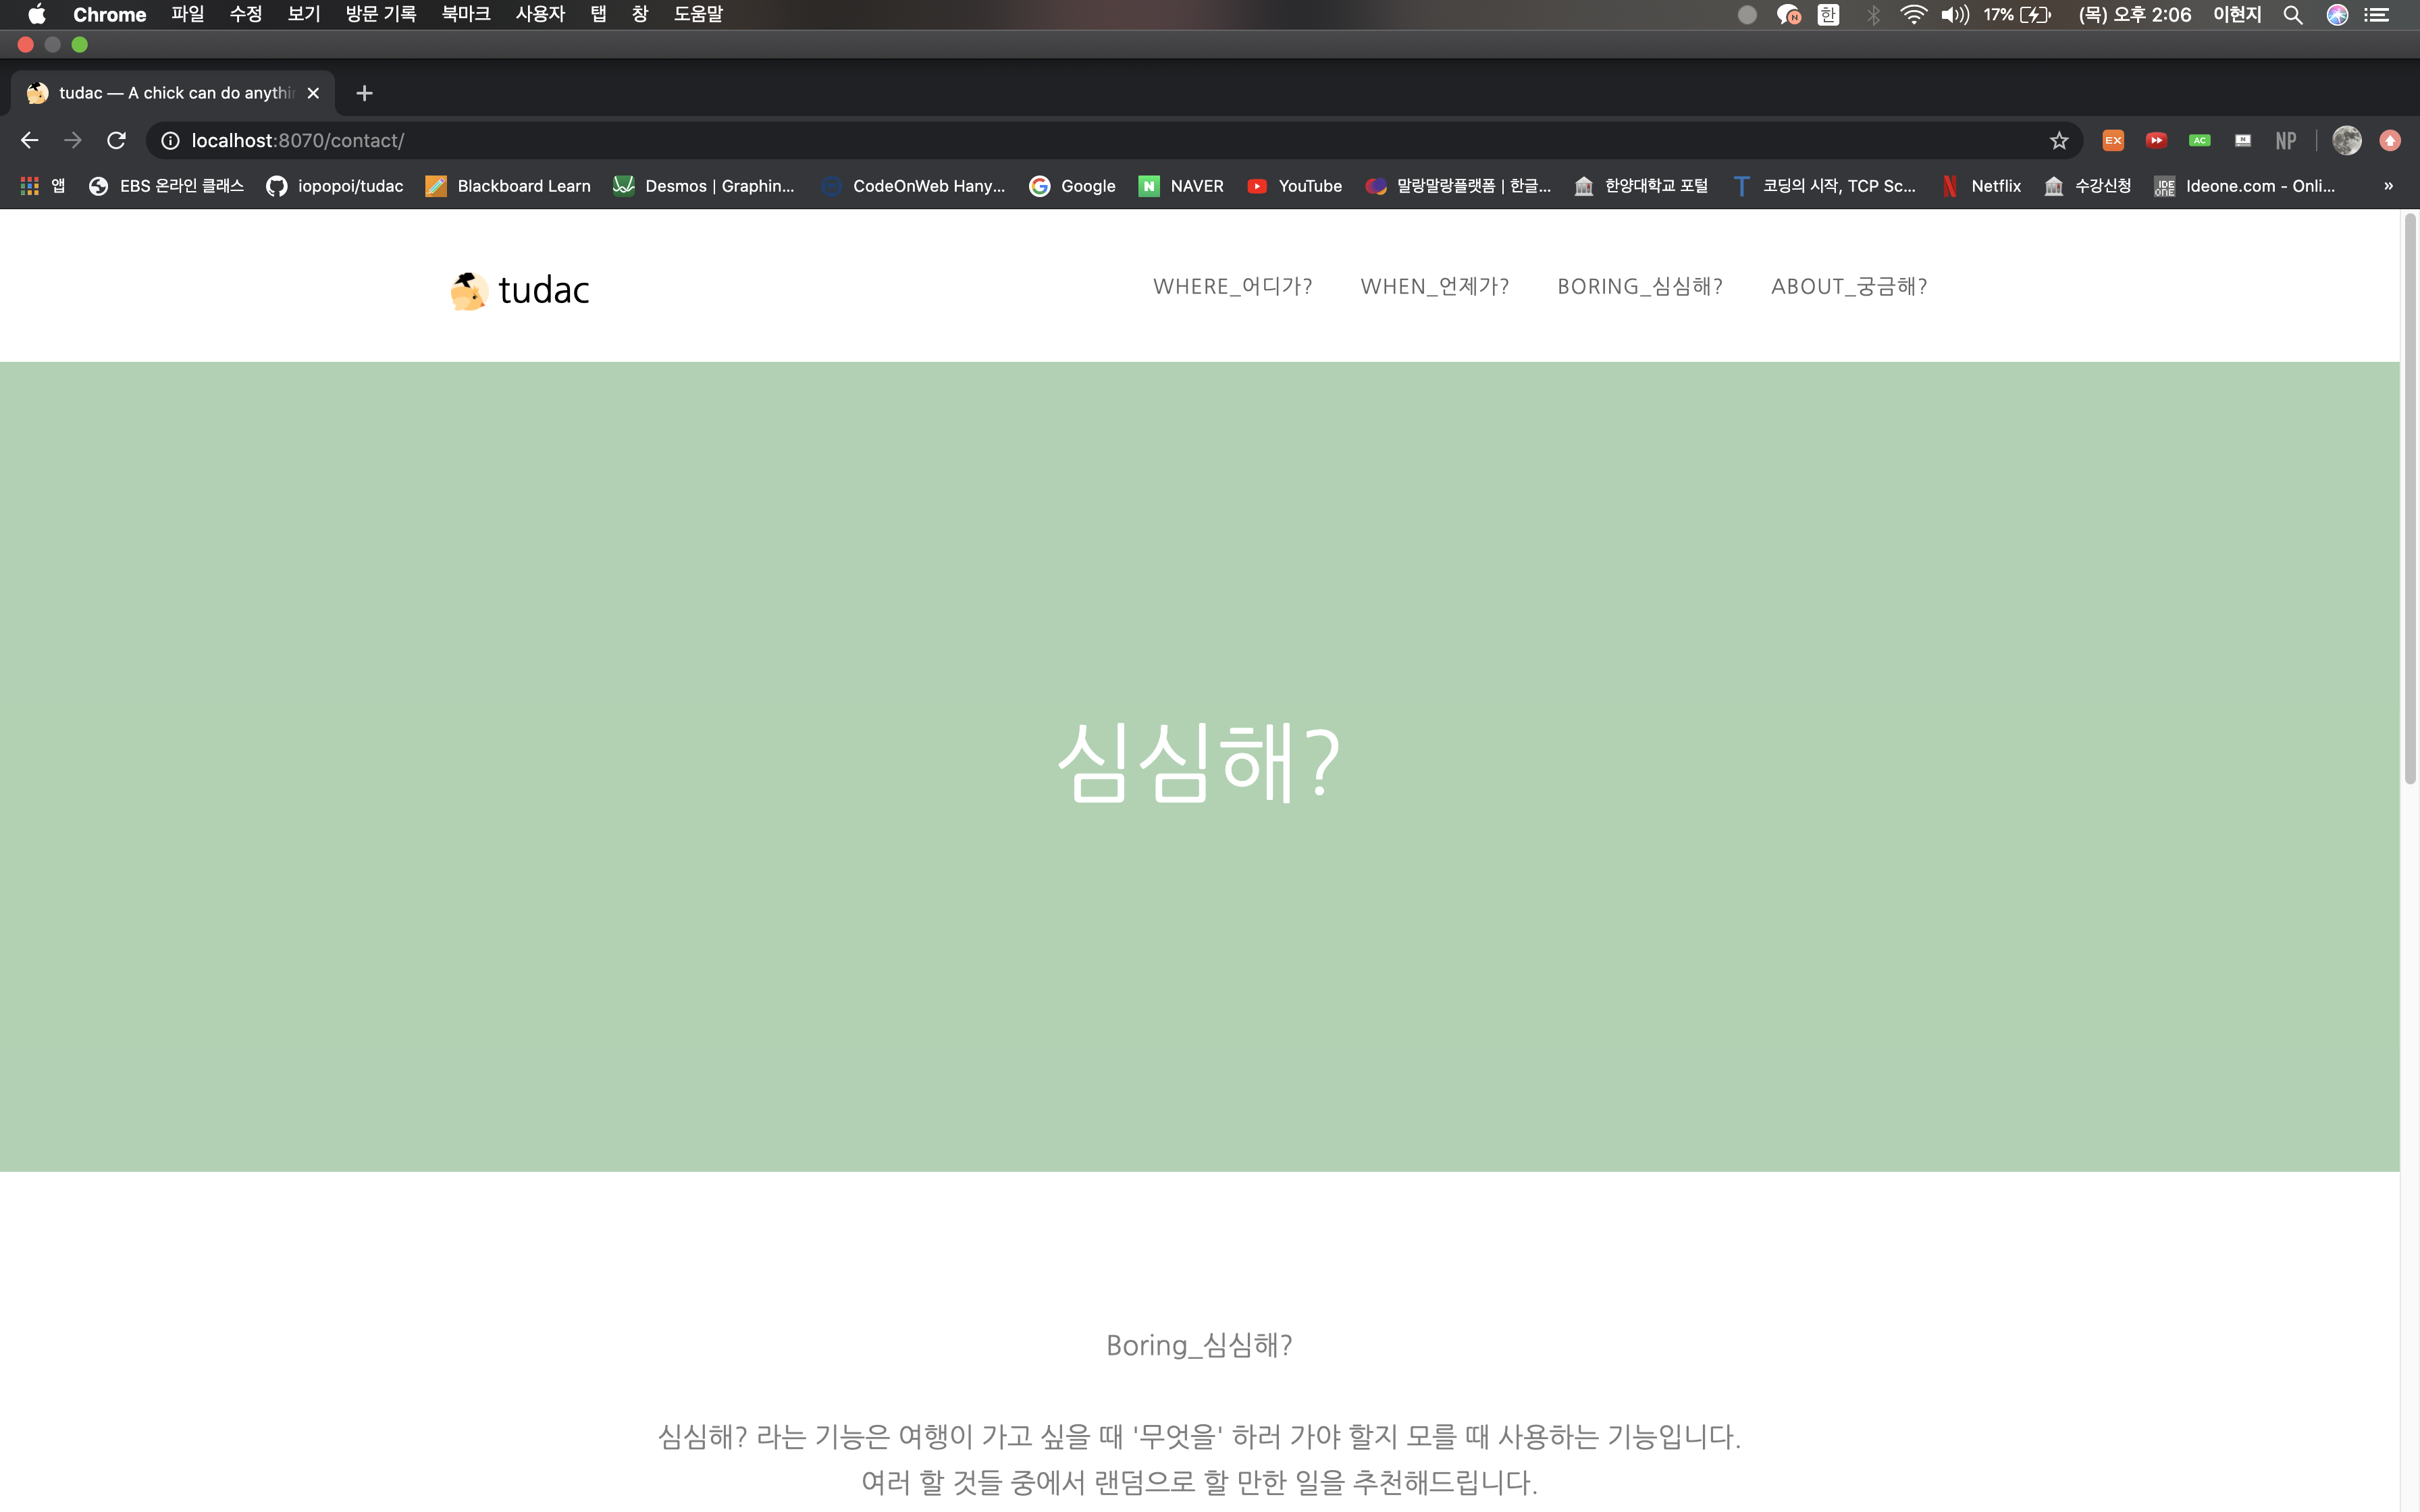 Chrome 파일 수정 보기 방문 기록 북마크 사용자 탭 창 도움말 N 한 17% (목) 오후 2:06 이현지
tudac — A chick can do anythi
localhost:8070/contact/ EX AC N NP
앱 EBS 온라인 클래스 iopopoi/tudac Blackboard Learn Desmos | Graphin... CodeOnWeb Hany... Google N NAVER YouTube 말랑말랑플랫폼 | 한글... 한양대학교 포털 T 코딩의 시작, TCP Sc... N Netflix 수강신청 IDE ONE Ideone.com - Onli... »
tudac WHERE_어디가? WHEN_언제가? BORING_심심해? ABOUT_궁금해?
심심해?
Boring_심심해?
심심해? 라는 기능은 여행이 가고 싶을 때 '무엇을' 하러 가야 할지 모를 때 사용하는 기능입니다.
여러 할 것들 중에서 랜덤으로 할 만한 일을 추천해드립니다.